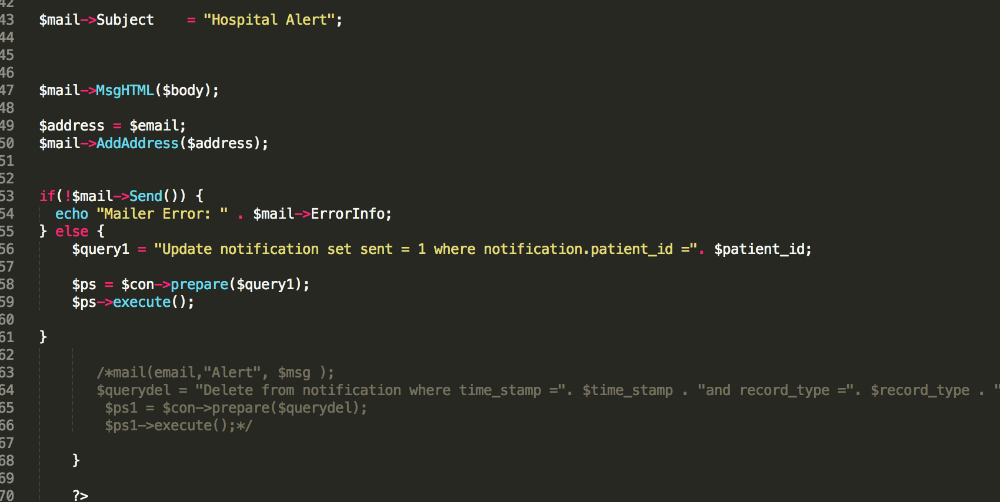 42
43 $mail->Subject    = "Hospital Alert";
44
45
46
47 $mail->MsgHTML($body);
48
49 $address = $email;
50 $mail->AddAddress($address);
51
52
53 if(!$mail->Send()) {
54   echo "Mailer Error: " . $mail->ErrorInfo;
55 } else {
56     $query1 = "Update notification set sent = 1 where notification.patient_id =". $patient_id;
57
58     $ps = $con->prepare($query1);
59     $ps->execute();
60
61 }
62
63        /*mail(email,"Alert", $msg );
64        $querydel = "Delete from notification where time_stamp =". $time_stamp . "and record_type =". $record_type . "
65         $ps1 = $con->prepare($querydel);
66         $ps1->execute();*/
67
68     }
69
70     ?>